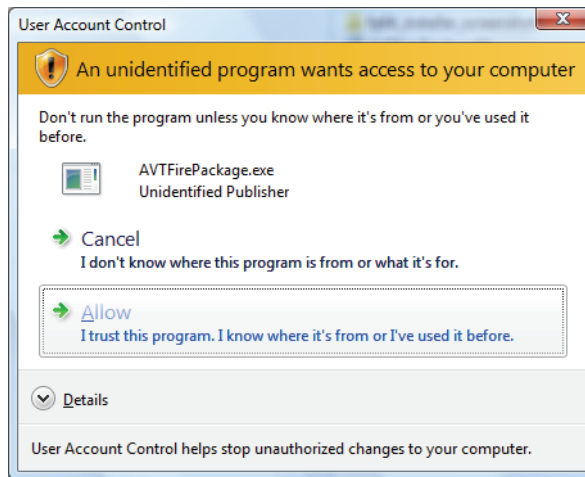 User Account Control
An unidentified program wants access to your computer
Don't run the program unless you know where it's from or you've used it
before.
AVTFirePackage.exe
Unidentified Publisher
Cancel
I don't know where this program is from or what it's for.
Allow
I trust this program. I know where it's from or I've used it before.
Details
User Account Control helps stop unauthorized changes to your computer.